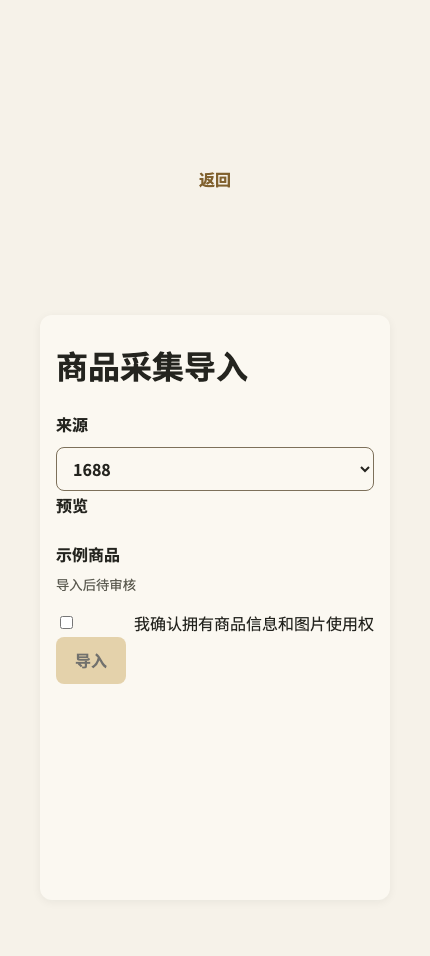 返回
商品采集导入
来源
1688
预览
示例商品
导入后待审核
我确认拥有商品信息和图片使用权
导入